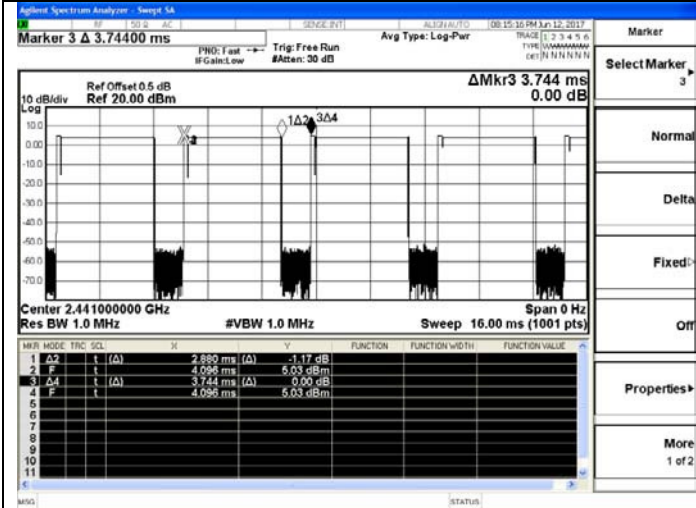 Agilent Spectrum Analyzer - Swept SA
RF 50 Ω AC SENSE:INT ALIGN AUTO 08:15:16 PM Jun 12, 2017
Marker 3 Δ 3.74400 ms
PNO: Fast
IFGain:Low
Trig: Free Run
#Atten: 30 dB
Avg Type: Log-Pwr
TRACE 1 2 3 4 5 6
TYPE WWWWWW
DET N N N N N N
Ref Offset 0.5 dB
Ref 20.00 dBm
10 dB/div
Log
ΔMkr3 3.744 ms
0.00 dB
10.0
0.00
-10.0
-20.0
-30.0
-40.0
-50.0
-60.0
-70.0
1Δ2
3Δ4
Center 2.441000000 GHz
Span 0 Hz
Res BW 1.0 MHz #VBW 1.0 MHz Sweep 16.00 ms (1001 pts)
MKR MODE TRC SCL X Y FUNCTION FUNCTION WIDTH FUNCTION VALUE
1 Δ2 t (Δ) 2.880 ms (Δ) -1.17 dB
2 F t 4.096 ms 5.03 dBm
3 Δ4 t (Δ) 3.744 ms (Δ) 0.00 dB
4 F t 4.096 ms 5.03 dBm
5
6
7
8
9
10
11
MSG STATUS
Marker
Select Marker
3
Normal
Delta
Fixed
Off
Properties
More
1 of 2